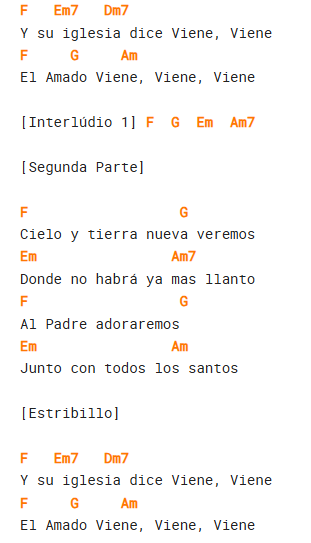 F   Em7   Dm7
Y su iglesia dice Viene, Viene
F     G     Am
El Amado Viene, Viene, Viene
[Interlúdio 1] F  G  Em  Am7
[Segunda Parte]
F                  G
Cielo y tierra nueva veremos
Em                Am7
Donde no habrá ya mas llanto
F                  G
Al Padre adoraremos
Em                Am
Junto con todos los santos
[Estribillo]
F   Em7   Dm7
Y su iglesia dice Viene, Viene
F     G     Am
El Amado Viene, Viene, Viene